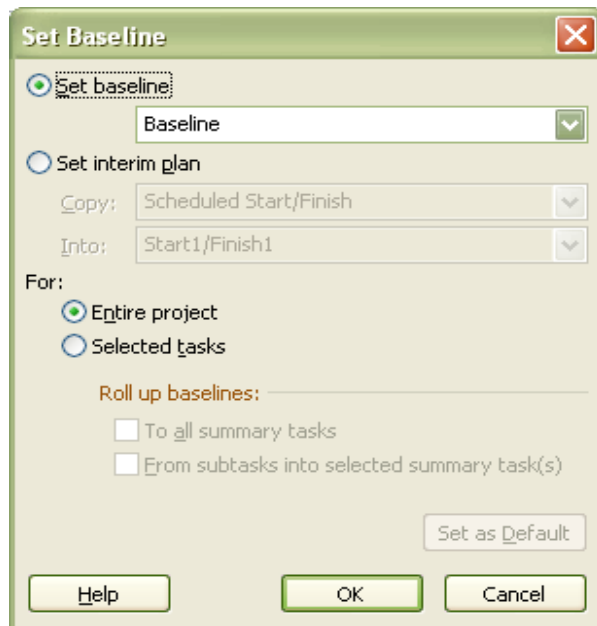 Set Baseline
Set baseline
Baseline
Set interim plan
Copy: Scheduled Start/Finish
Into: Start1/Finish1
For:
Entire project
Selected tasks
Roll up baselines:
To all summary tasks
From subtasks into selected summary task(s)
Set as Default
Help OK Cancel